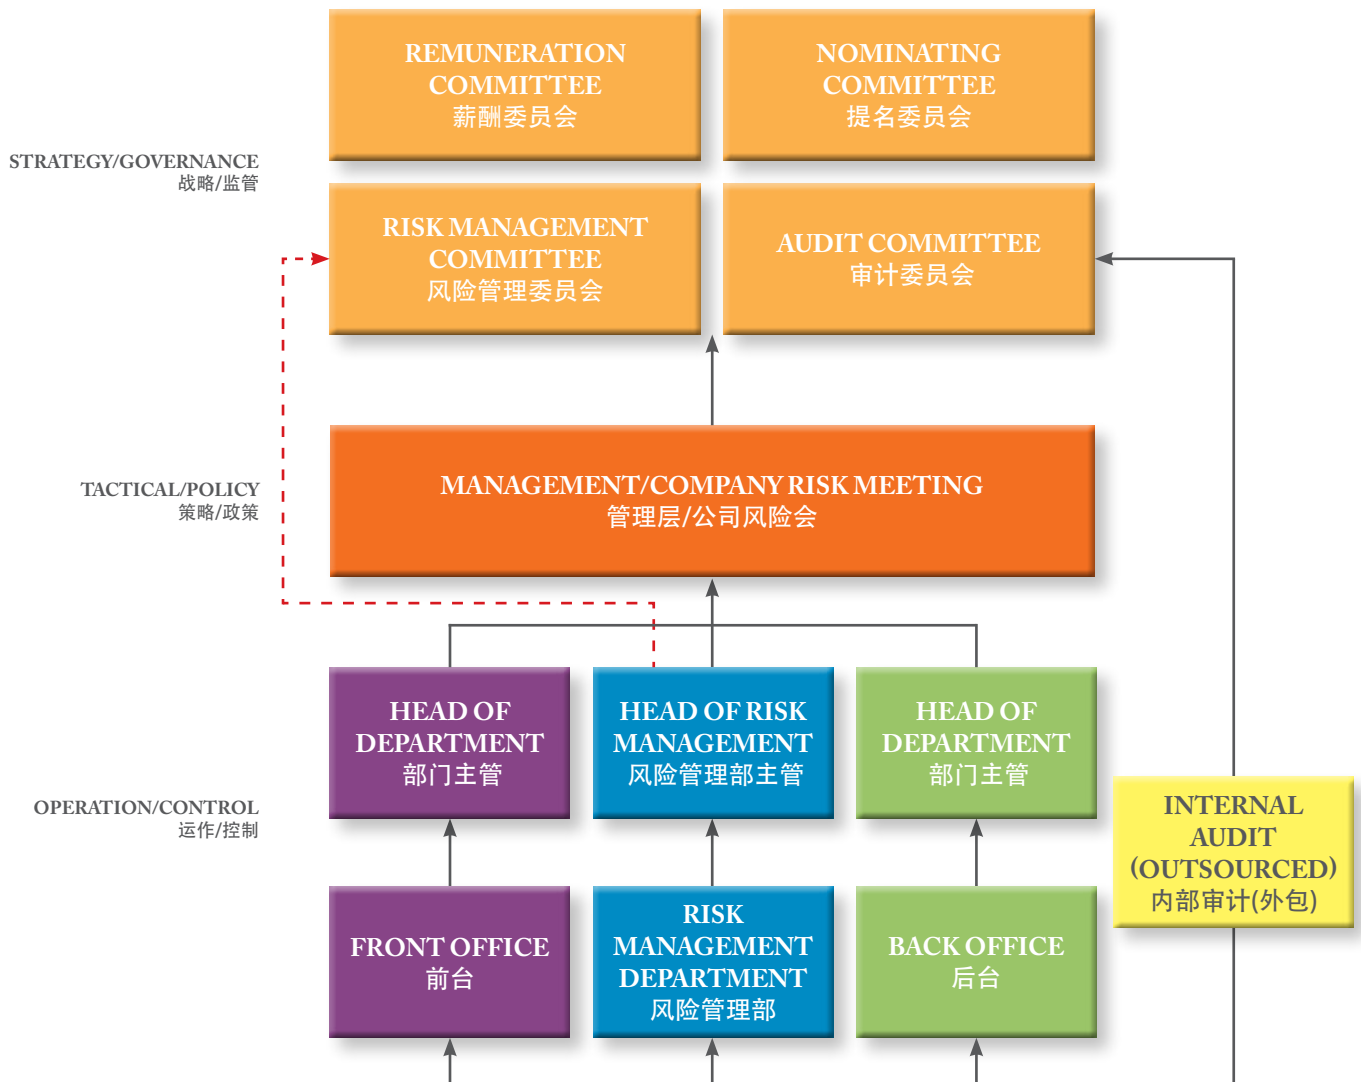 REMUNERATION
COMMITTEE
薪酬委员会
NOMINATING
COMMITTEE
提名委员会
STRATEGY/GOVERNANCE
战略/监管
RISK MANAGEMENT
COMMITTEE
风险管理委员会
AUDIT COMMITTEE
审计委员会
TACTICAL/POLICY
策略/政策
MANAGEMENT/COMPANY RISK MEETING
管理层/公司风险会
HEAD OF
DEPARTMENT
部门主管
HEAD OF RISK
MANAGEMENT
风险管理部主管
HEAD OF
DEPARTMENT
部门主管
OPERATION/CONTROL
运作/控制
INTERNAL
AUDIT
(OUTSOURCED)
内部审计(外包)
FRONT OFFICE
前台
RISK
MANAGEMENT
DEPARTMENT
风险管理部
BACK OFFICE
后台